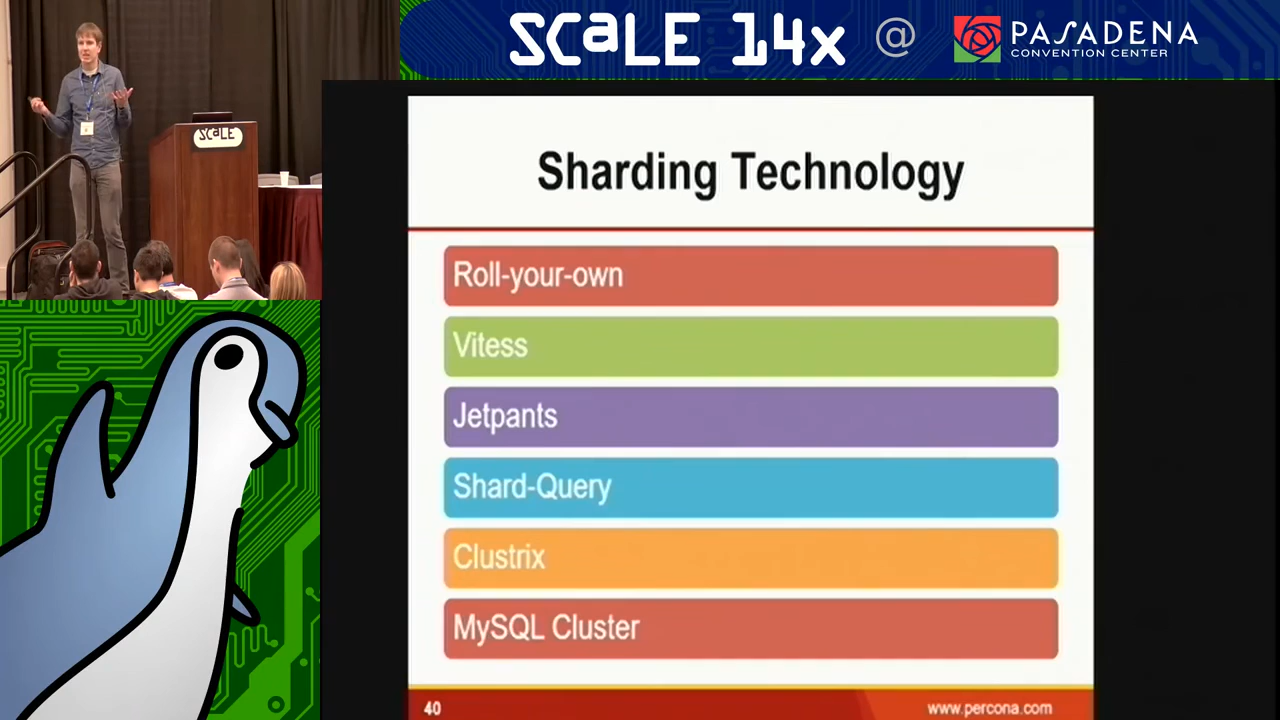 SCaLE 14x @ PASADENA
CONVENTION CENTER
SCaLE
Sharding Technology
Roll-your-own
Vitess
Jetpants
Shard-Query
Clustrix
MySQL Cluster
40
www.percona.com